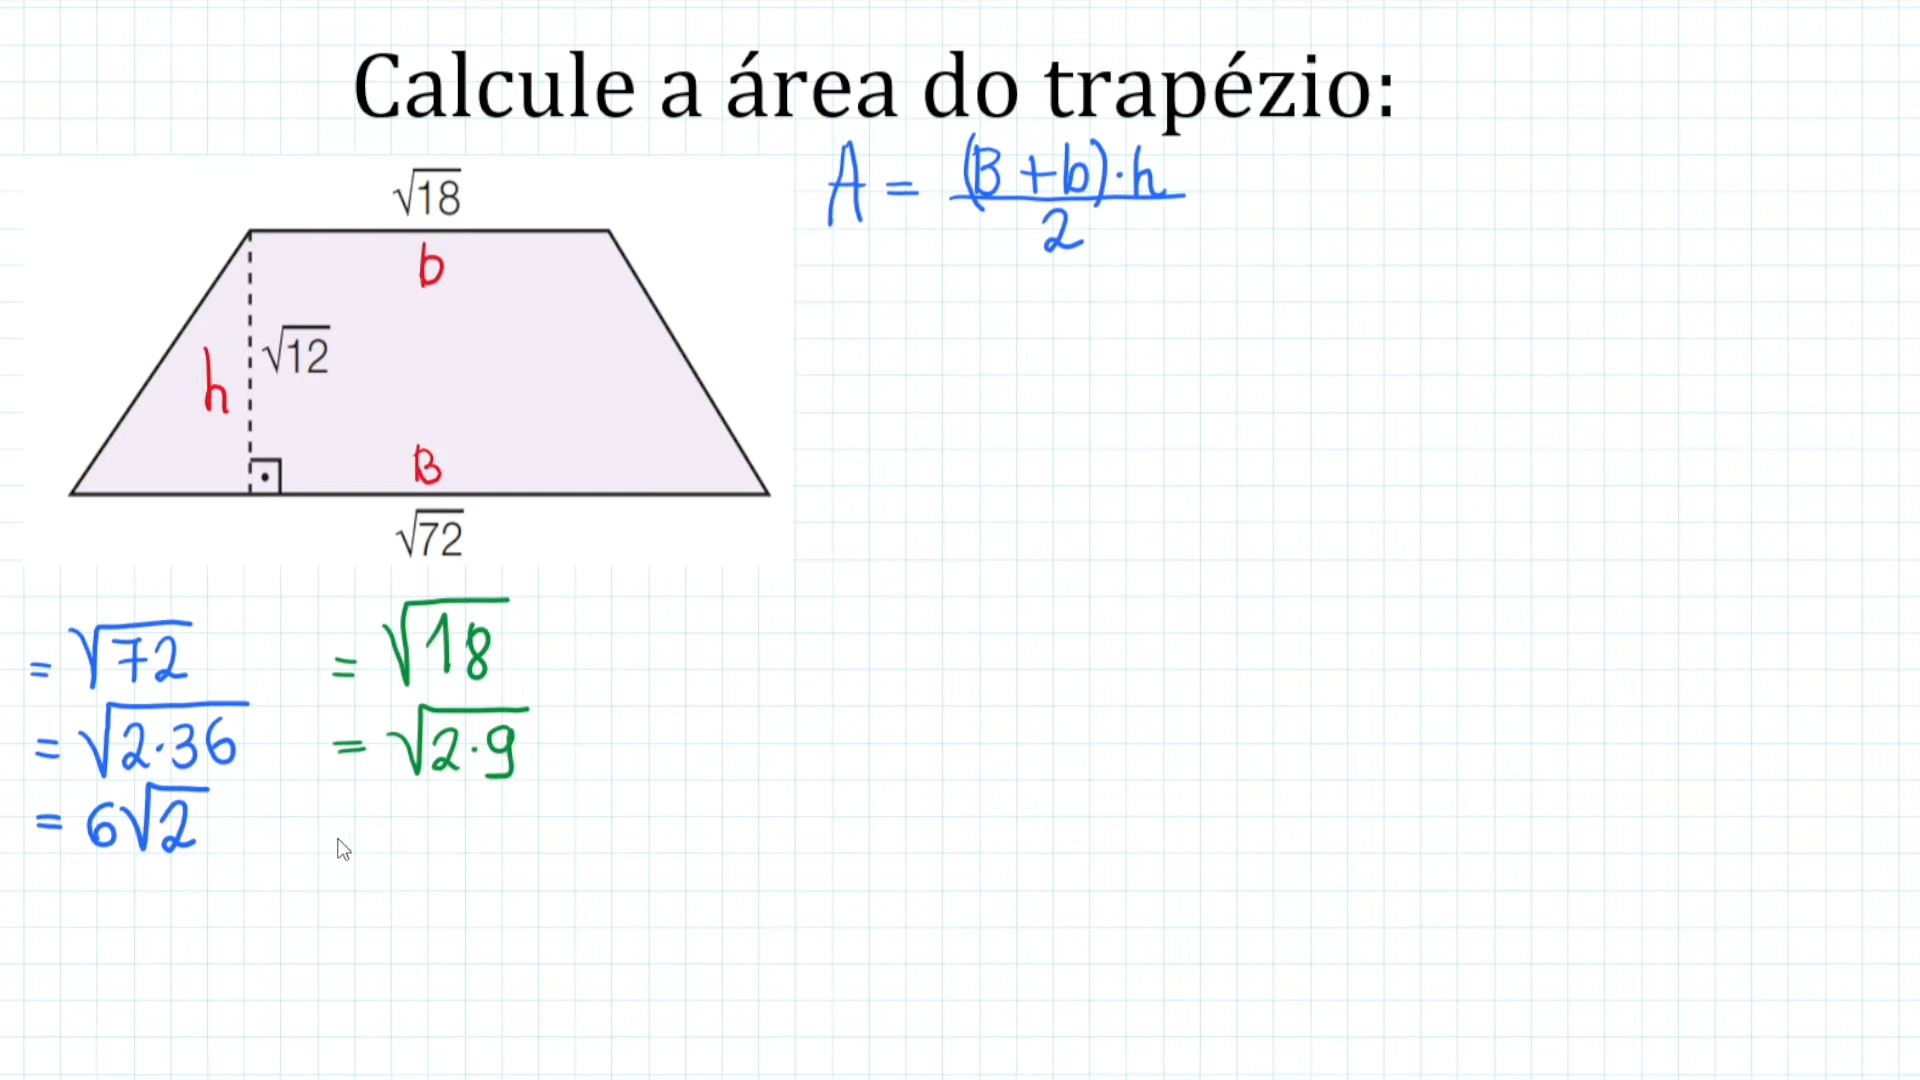 Calcule a área do trapézio:
A = (B + b) · h
2
√18
b
h
√12
B
√72
= √72
= √2·36
= 6√2
= √18
= √2·9